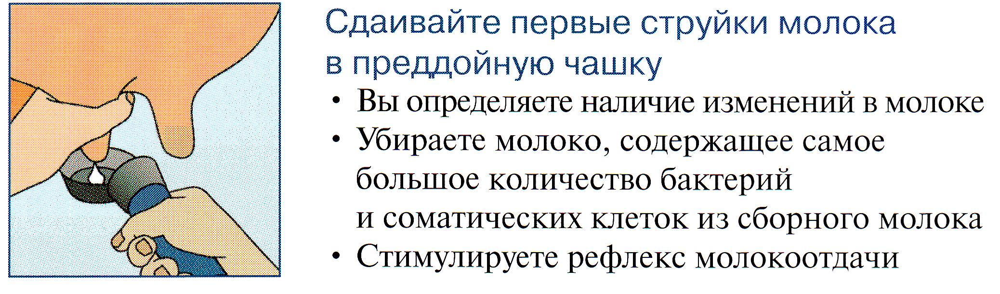 Сдаивайте первые струйки молока
в преддойную чашку
• Вы определяете наличие изменений в молоке
• Убираете молоко, содержащее самое
большое количество бактерий
и соматических клеток из сборного молока
• Стимулируете рефлекс молокоотдачи